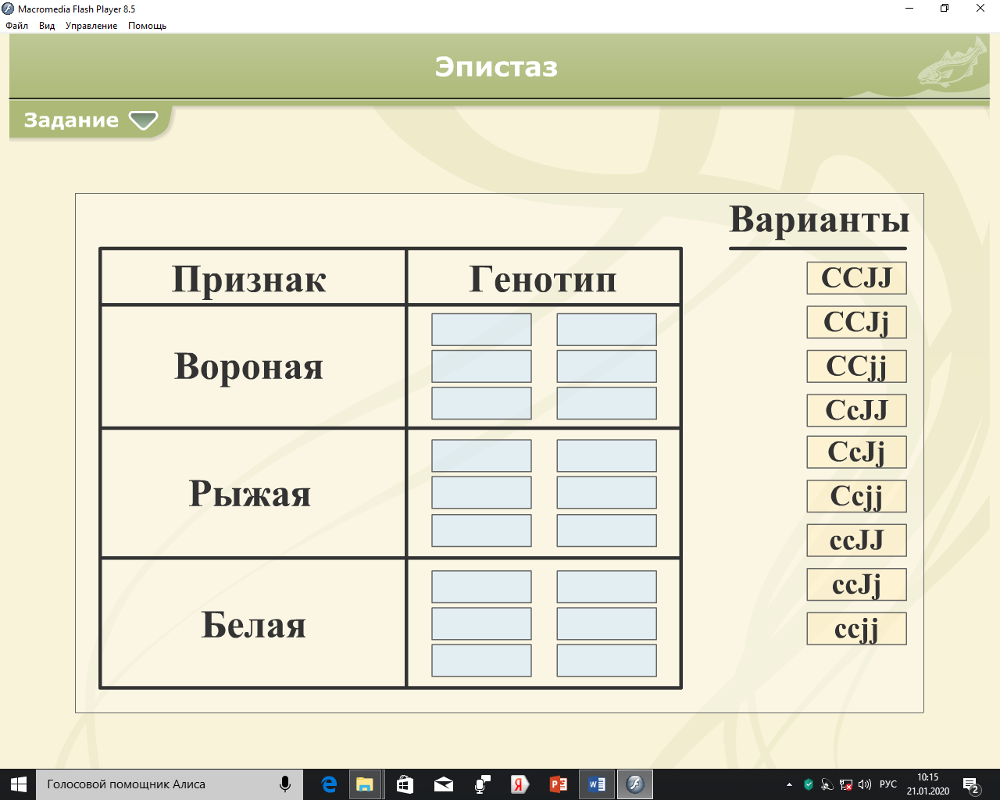 Macromedia Flash Player 8.5
Файл Вид Управление Помощь
Эпистаз
Задание
Варианты
Признак Генотип
Вороная
Рыжая
Белая
CCJJ
CCJj
CCjj
CcJJ
CcJj
Ccjj
ccJJ
ccJj
ccjj
Голосовой помощник Алиса
РУС
10:15
21.01.2020
2